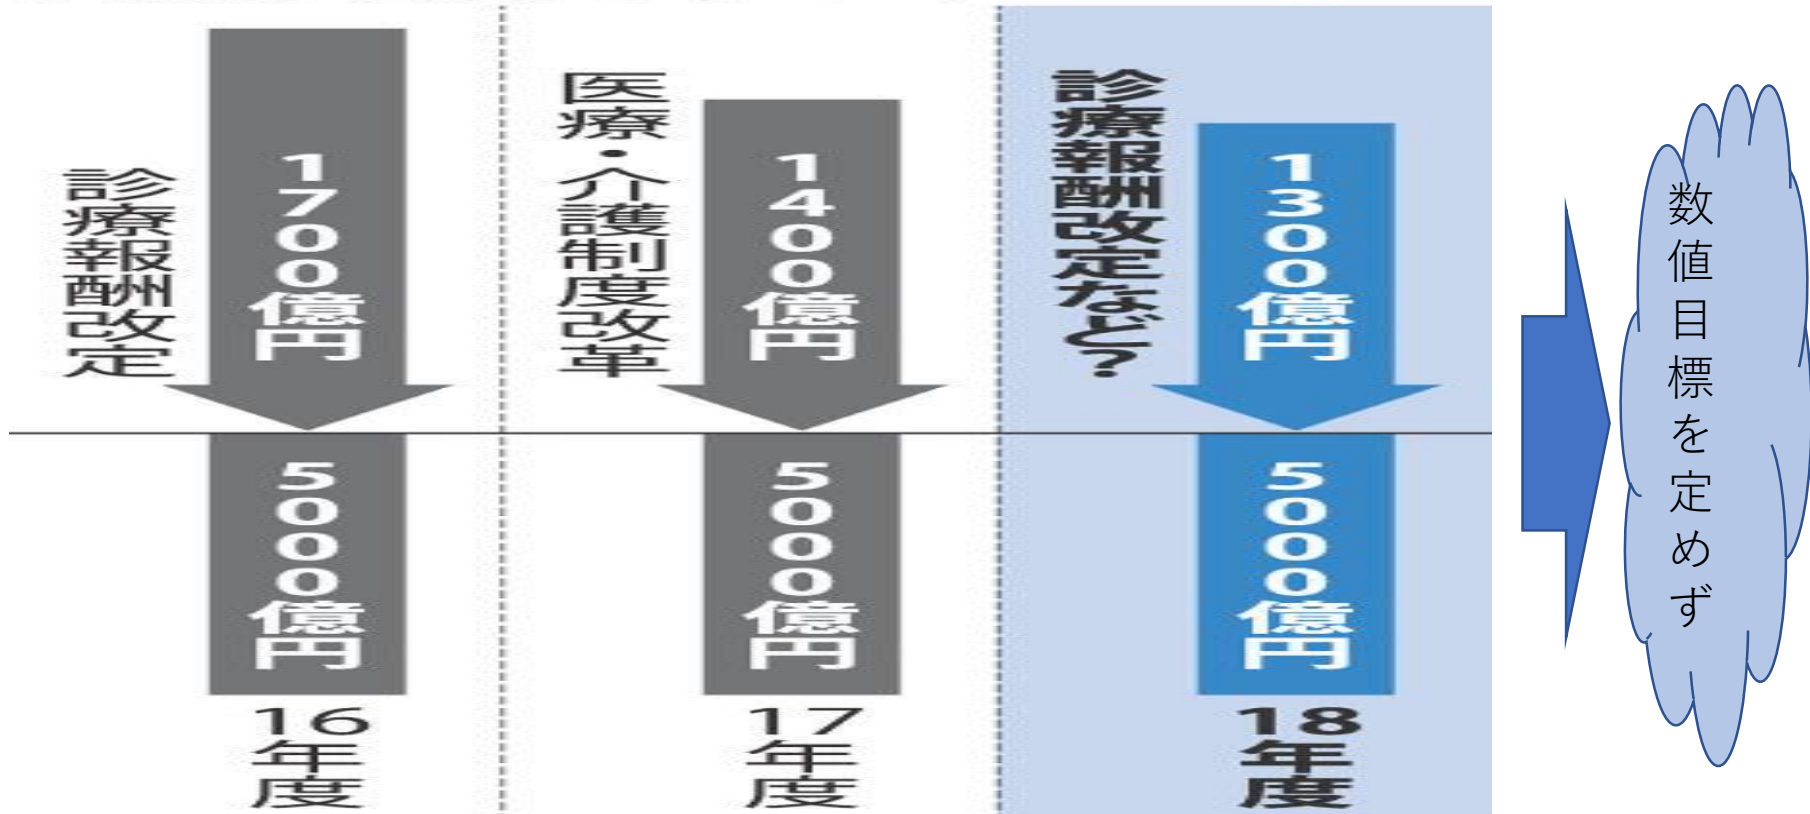 診療報酬改定
1700億円
5000億円
16年度
医療・介護制度改革
1400億円
5000億円
17年度
診療報酬改定など?
1300億円
5000億円
18年度
数値目標を定めず